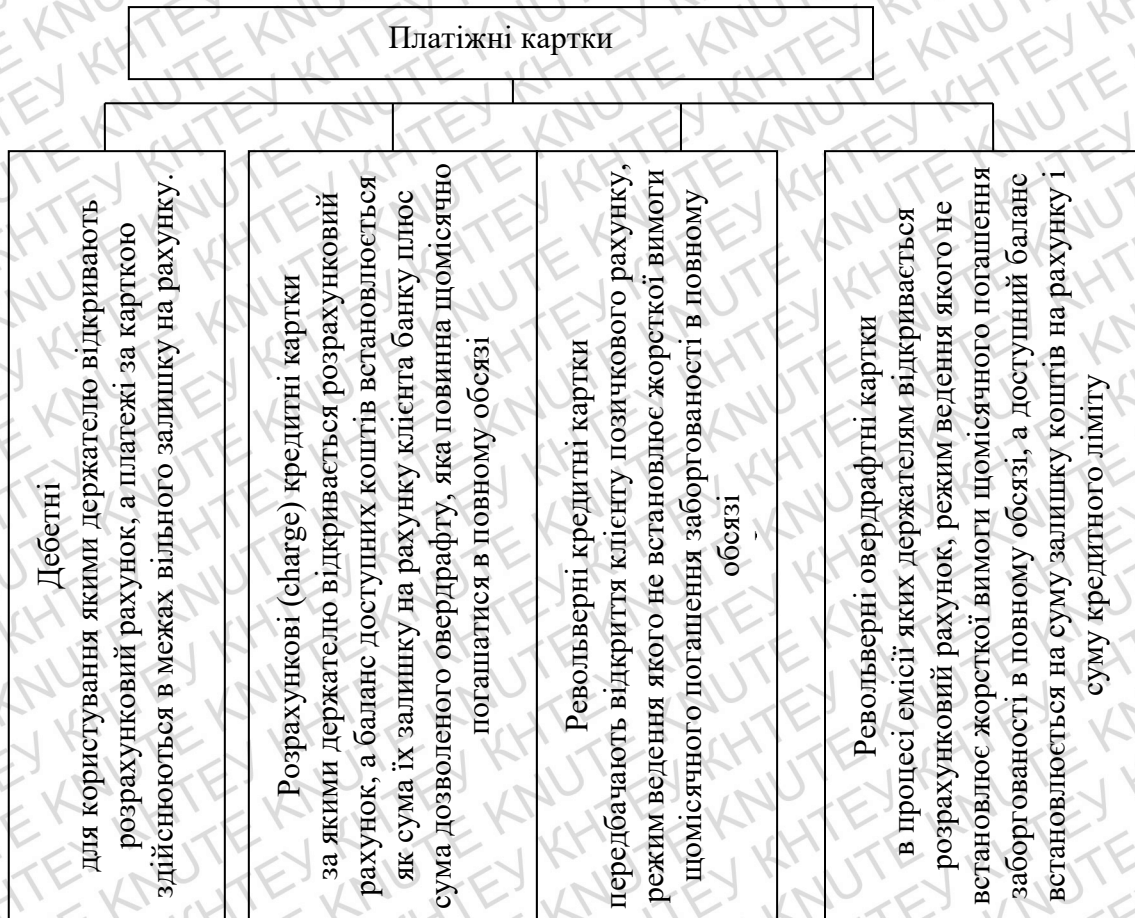 Платіжні картки
Дебетні
для користування якими держателю відкривають
розрахунковий рахунок, а платежі за карткою
здійснюються в межах вільного залишку на рахунку.
Розрахункові (charge) кредитні картки
за якими держателю відкривається розрахунковий
рахунок, а баланс доступних коштів встановлюється
як сума їх залишку на рахунку клієнта банку плюс
сума дозволеного овердрафту, яка повинна щомісячно
погашатися в повному обсязі
Револьверні кредитні картки
передбачають відкриття клієнту позичкового рахунку,
режим ведення якого не встановлює жорсткої вимоги
щомісячного погашення заборгованості в повному
обсязі
Револьверні овердрафтні картки
в процесі емісії яких держателям відкривається
розрахунковий рахунок, режим ведення якого не
встановлює жорсткої вимоги щомісячного погашення
заборгованості в повному обсязі, а доступний баланс
встановлюється на суму залишку коштів на рахунку і
суму кредитного ліміту